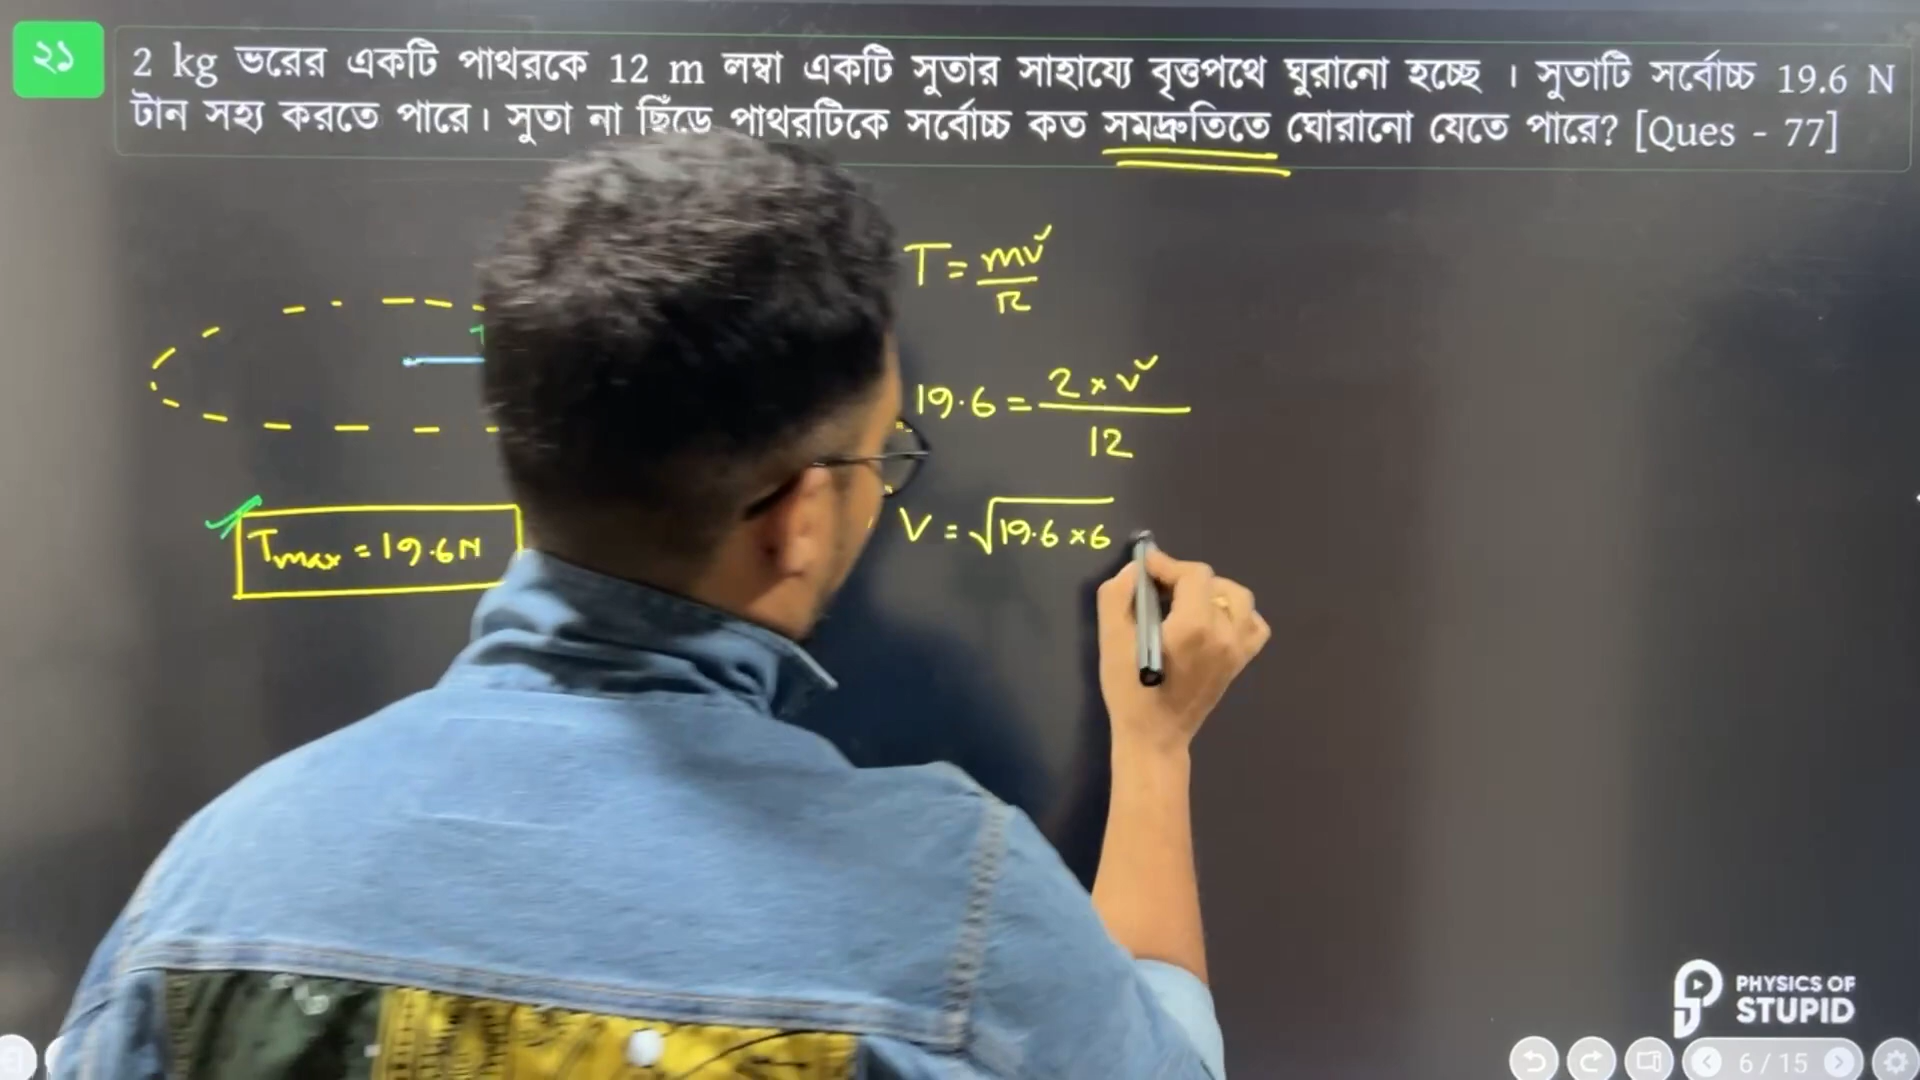 ২১
2 kg ভরের একটি পাথরকে 12 m লম্বা একটি সুতার সাহায্যে বৃত্তপথে ঘুরানো হচ্ছে । সুতাটি সর্বোচ্চ 19.6 N
টান সহ্য করতে পারে। সুতা না ছিঁড়ে পাথরটিকে সর্বোচ্চ কত সমদ্রুতিতে ঘোরানো যেতে পারে? [Ques - 77]
T = mv²/r
19.6 = 2 × v²/12
V = √19.6 × 6
Tmax = 19.6 N
PHYSICS OF
STUPID
6 / 15